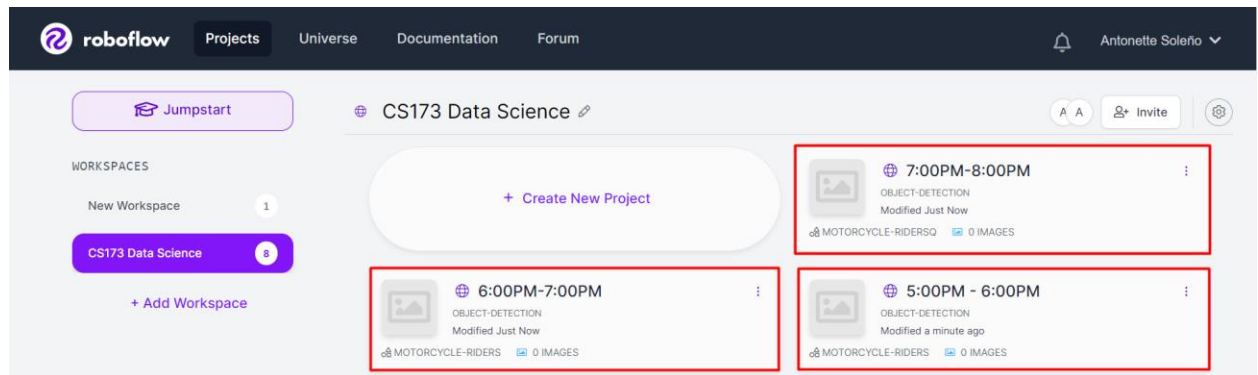 roboflow Projects Universe Documentation Forum Antonette Soleño
Jumpstart
CS173 Data Science
A A
Invite
WORKSPACES
New Workspace 1
CS173 Data Science 8
+ Add Workspace
+ Create New Project
7:00PM-8:00PM
OBJECT-DETECTION
Modified Just Now
MOTORCYCLE-RIDERSQ 0 IMAGES
6:00PM-7:00PM
OBJECT-DETECTION
Modified Just Now
MOTORCYCLE-RIDERS 0 IMAGES
5:00PM - 6:00PM
OBJECT-DETECTION
Modified a minute ago
MOTORCYCLE-RIDERS 0 IMAGES